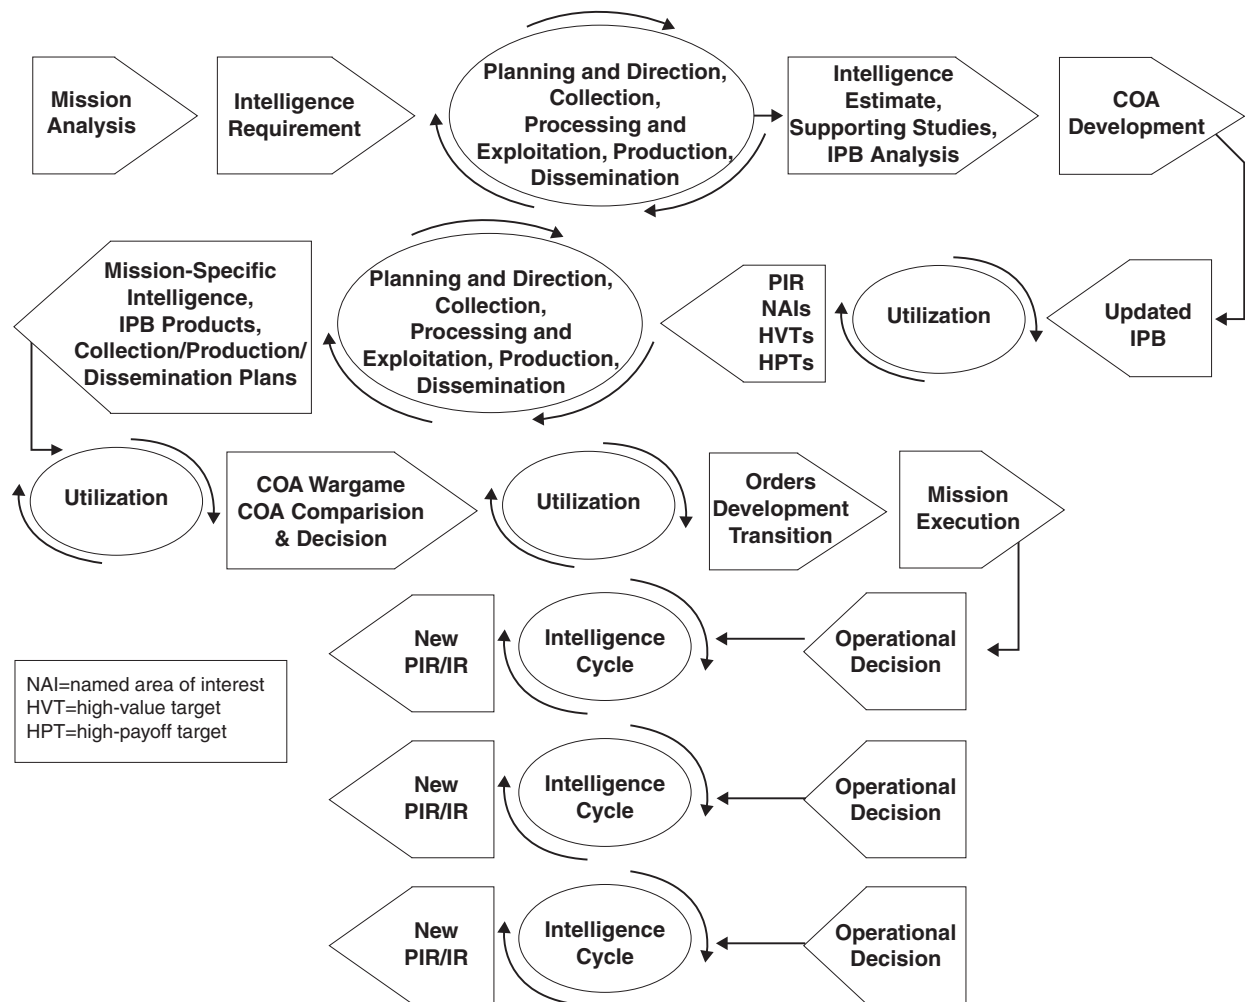 Mission
Analysis
Intelligence
Requirement
Planning and Direction,
Collection,
Processing and
Exploitation, Production,
Dissemination
Intelligence
Estimate,
Supporting Studies,
IPB Analysis
COA
Development
Mission-Specific
Intelligence,
IPB Products,
Collection/Production/
Dissemination Plans
Planning and Direction,
Collection,
Processing and
Exploitation, Production,
Dissemination
PIR
NAIs
HVTs
HPTs
Utilization
Updated
IPB
Utilization
COA Wargame
COA Comparision
& Decision
Utilization
Orders
Development
Transition
Mission
Execution
New
PIR/IR
Intelligence
Cycle
Operational
Decision
NAI=named area of interest
HVT=high-value target
HPT=high-payoff target
New
PIR/IR
Intelligence
Cycle
Operational
Decision
New
PIR/IR
Intelligence
Cycle
Operational
Decision